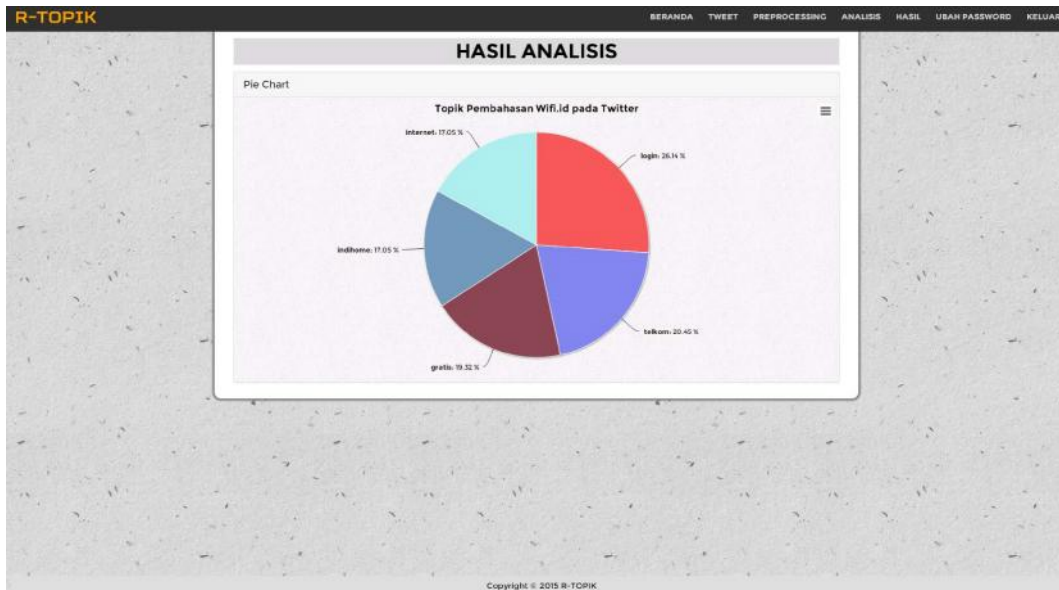 R-TOPIK
BERANDA TWEET PREPROCESSING ANALISIS HASIL UBAH PASSWORD KELUAR
HASIL ANALISIS
Pie Chart
Topik Pembahasan Wifi.id pada Twitter
internet: 17.05 %
login: 26.14 %
indihome: 17.05 %
telkom: 20.45 %
gratis: 19.32 %
Copyright © 2015 R-TOPIK